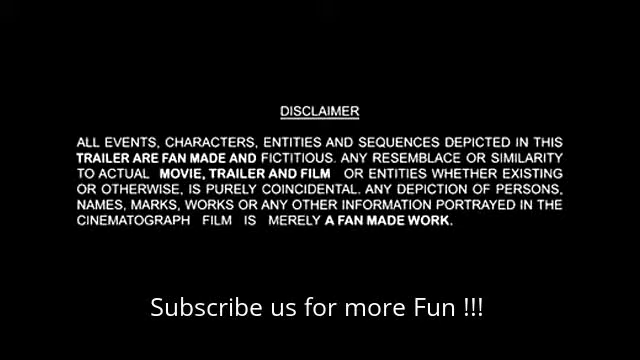 DISCLAIMER
ALL EVENTS, CHARACTERS, ENTITIES AND SEQUENCES DEPICTED IN THIS
TRAILER ARE FAN MADE AND FICTITIOUS. ANY RESEMBLACE OR SIMILARITY
TO ACTUAL MOVIE, TRAILER AND FILM OR ENTITIES WHETHER EXISTING
OR OTHERWISE, IS PURELY COINCIDENTAL. ANY DEPICTION OF PERSONS,
NAMES, MARKS, WORKS OR ANY OTHER INFORMATION PORTRAYED IN THE
CINEMATOGRAPH FILM IS MERELY A FAN MADE WORK.
Subscribe us for more Fun !!!